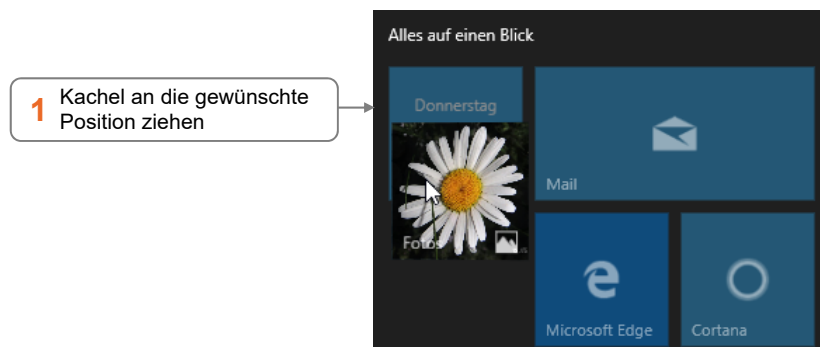 Alles auf einen Blick
1 Kachel an die gewünschte
Position ziehen
Donnerstag
Mail
Fotos
Microsoft Edge
Cortana